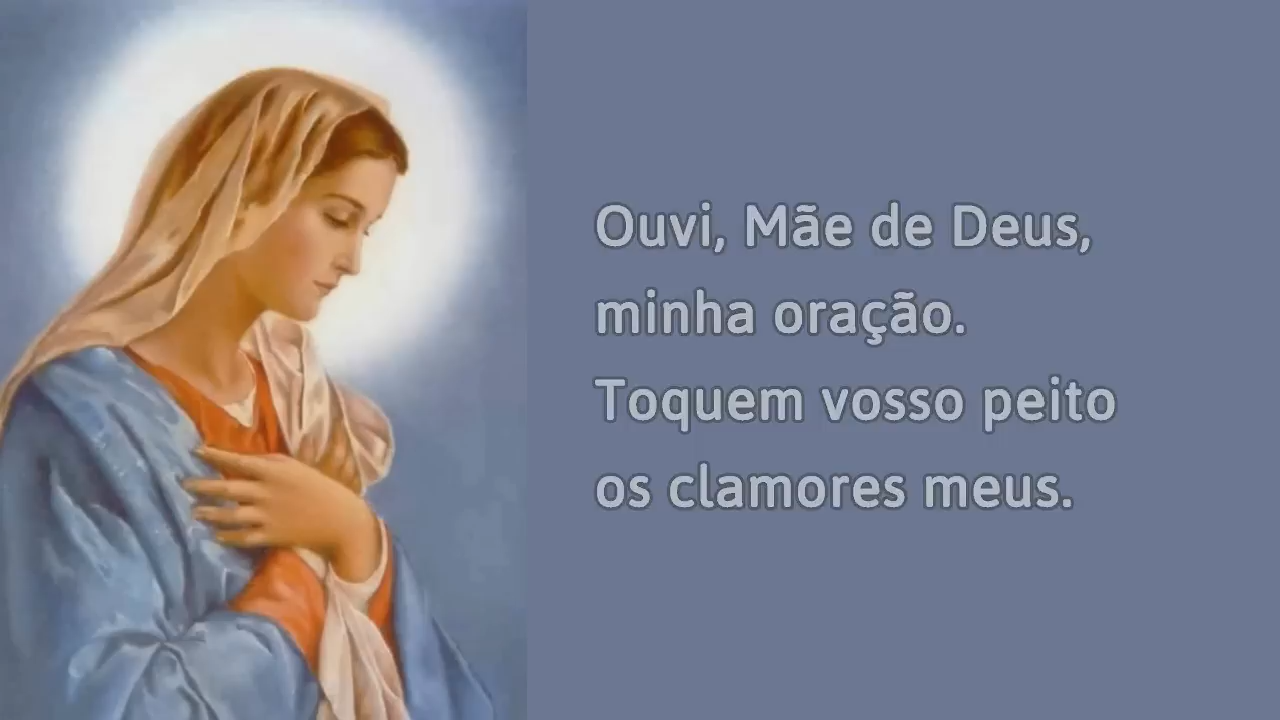 Ouvi, Mãe de Deus,
minha oração.
Toquem vosso peito
os clamores meus.